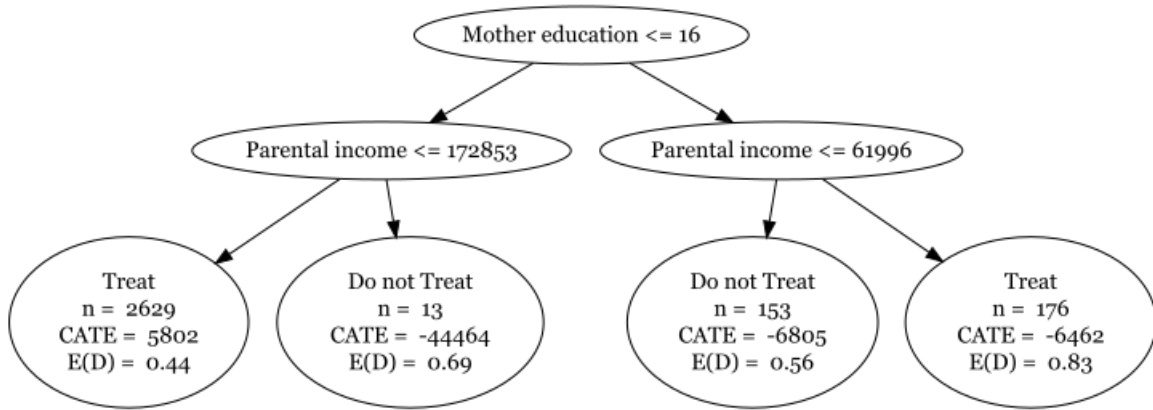 Mother education <= 16
Parental income <= 172853
Parental income <= 61996
Treat
n = 2629
CATE = 5802
E(D) = 0.44
Do not Treat
n = 13
CATE = -44464
E(D) = 0.69
Do not Treat
n = 153
CATE = -6805
E(D) = 0.56
Treat
n = 176
CATE = -6462
E(D) = 0.83